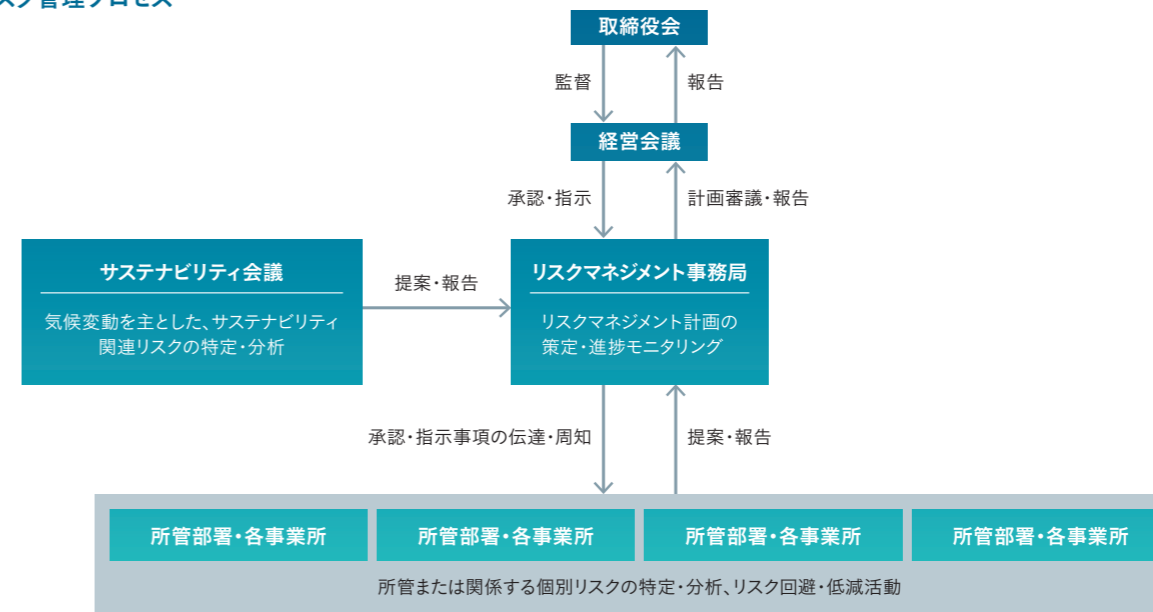 スク管理プロセス
取締役会
監督
報告
経営会議
承認・指示
計画審議・報告
サステナビリティ会議
気候変動を主とした、サステナビリティ
関連リスクの特定・分析
提案・報告
リスクマネジメント事務局
リスクマネジメント計画の
策定・進捗モニタリング
承認・指示事項の伝達・周知
提案・報告
所管部署・各事業所
所管部署・各事業所
所管部署・各事業所
所管部署・各事業所
所管または関係する個別リスクの特定・分析、リスク回避・低減活動